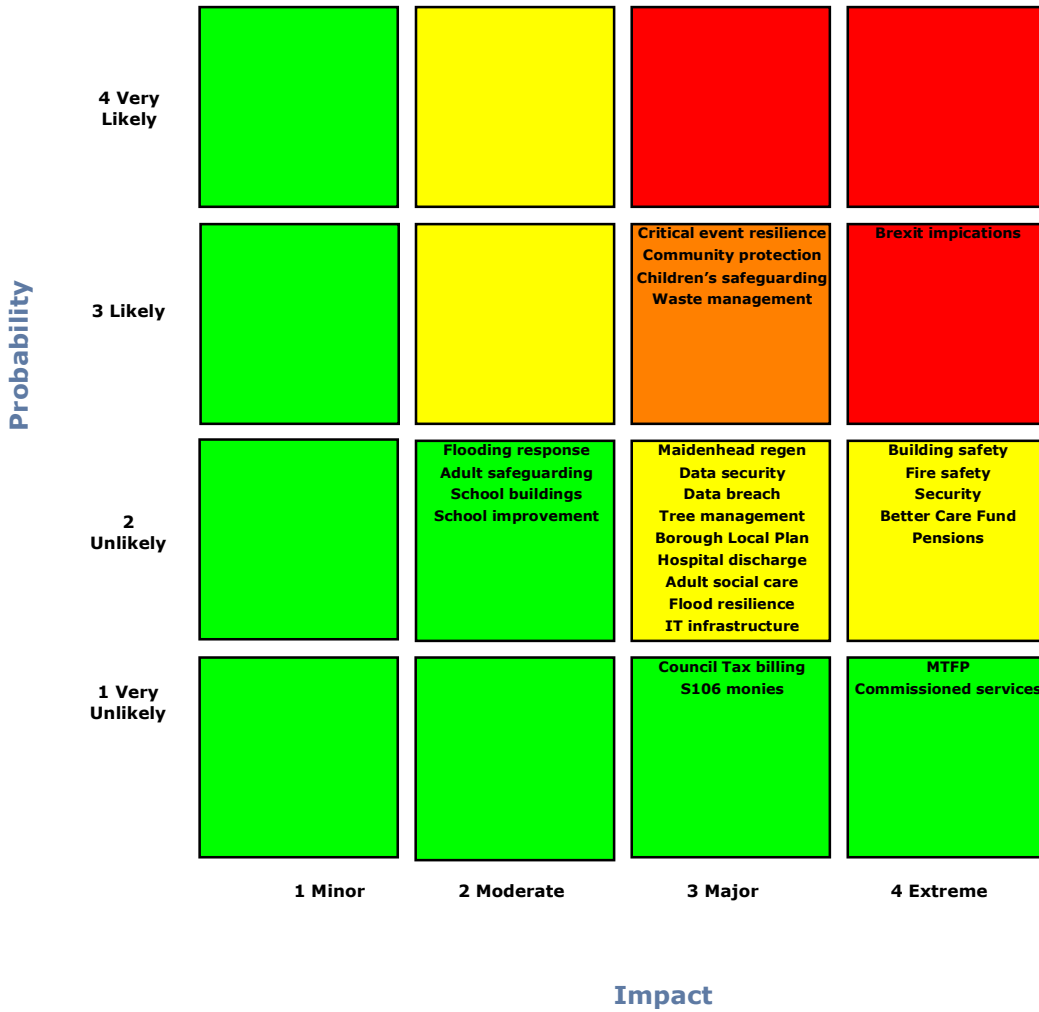 4 Very
Likely
Probability
3 Likely
Critical event resilience
Community protection
Children’s safeguarding
Waste management
Brexit impications
2
Unlikely
Flooding response
Adult safeguarding
School buildings
School improvement
Maidenhead regen
Data security
Data breach
Tree management
Borough Local Plan
Hospital discharge
Adult social care
Flood resilience
IT infrastructure
Building safety
Fire safety
Security
Better Care Fund
Pensions
1 Very
Unlikely
Council Tax billing
S106 monies
MTFP
Commissioned services
1 Minor
2 Moderate
3 Major
4 Extreme
Impact